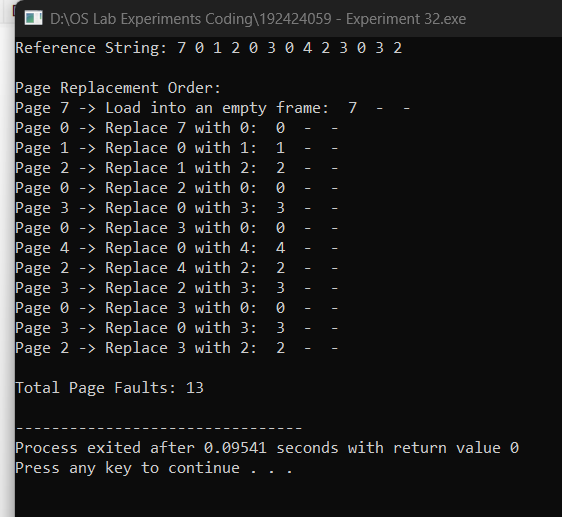 D:\OS Lab Experiments Coding\192424059 - Experiment 32.exe
Reference String: 7 0 1 2 0 3 0 4 2 3 0 3 2
Page Replacement Order:
Page 7 -> Load into an empty frame:  7  -  -
Page 0 -> Replace 7 with 0:  0  -  -
Page 1 -> Replace 0 with 1:  1  -  -
Page 2 -> Replace 1 with 2:  2  -  -
Page 0 -> Replace 2 with 0:  0  -  -
Page 3 -> Replace 0 with 3:  3  -  -
Page 0 -> Replace 3 with 0:  0  -  -
Page 4 -> Replace 0 with 4:  4  -  -
Page 2 -> Replace 4 with 2:  2  -  -
Page 3 -> Replace 2 with 3:  3  -  -
Page 0 -> Replace 3 with 0:  0  -  -
Page 3 -> Replace 0 with 3:  3  -  -
Page 2 -> Replace 3 with 2:  2  -  -
Total Page Faults: 13
--------------------------------
Process exited after 0.09541 seconds with return value 0
Press any key to continue . . .